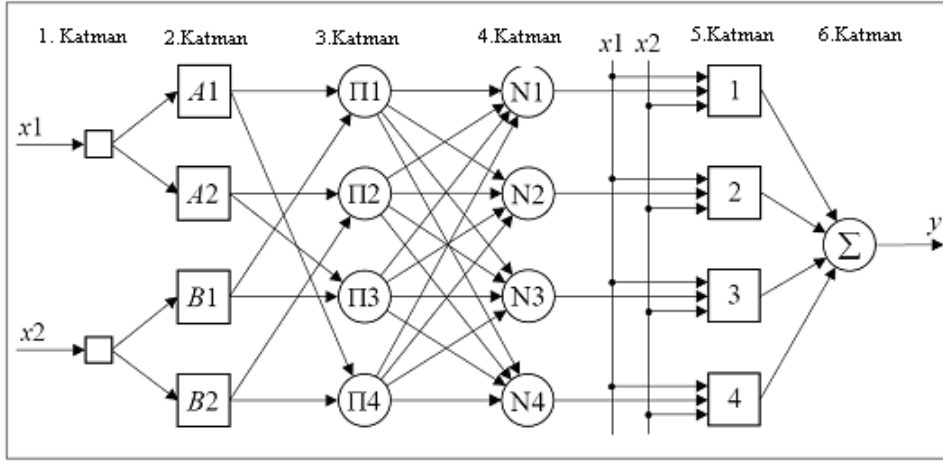 1. Katman 2.Katman 3.Katman 4.Katman x1 x2 5.Katman 6.Katman
A1 Π1 N1 1
x1
A2 Π2 N2 2
y
Σ
B1 Π3 N3 3
x2
B2 Π4 N4 4